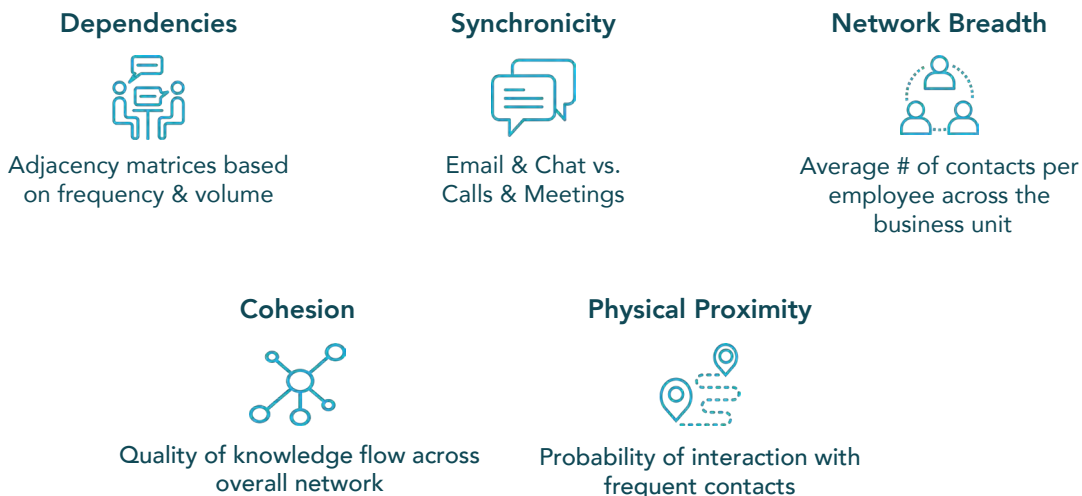 Dependencies
Adjacency matrices based
on frequency & volume
Synchronicity
Email & Chat vs.
Calls & Meetings
Network Breadth
Average # of contacts per
employee across the
business unit
Cohesion
Quality of knowledge flow across
overall network
Physical Proximity
Probability of interaction with
frequent contacts